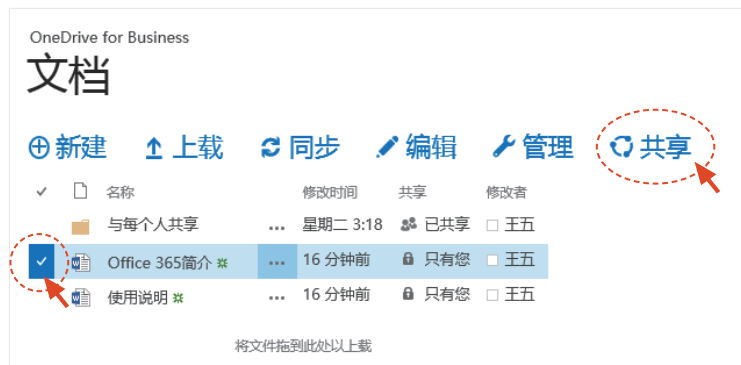 OneDrive for Business
文档
新建 上载 同步 编辑 管理 共享
名称 修改时间 共享 修改者
与每个人共享 ... 星期二 3:18 已共享 王五
Office 365简介 ... 16 分钟前 只有您 王五
使用说明 ... 16 分钟前 只有您 王五
将文件拖到此处以上载